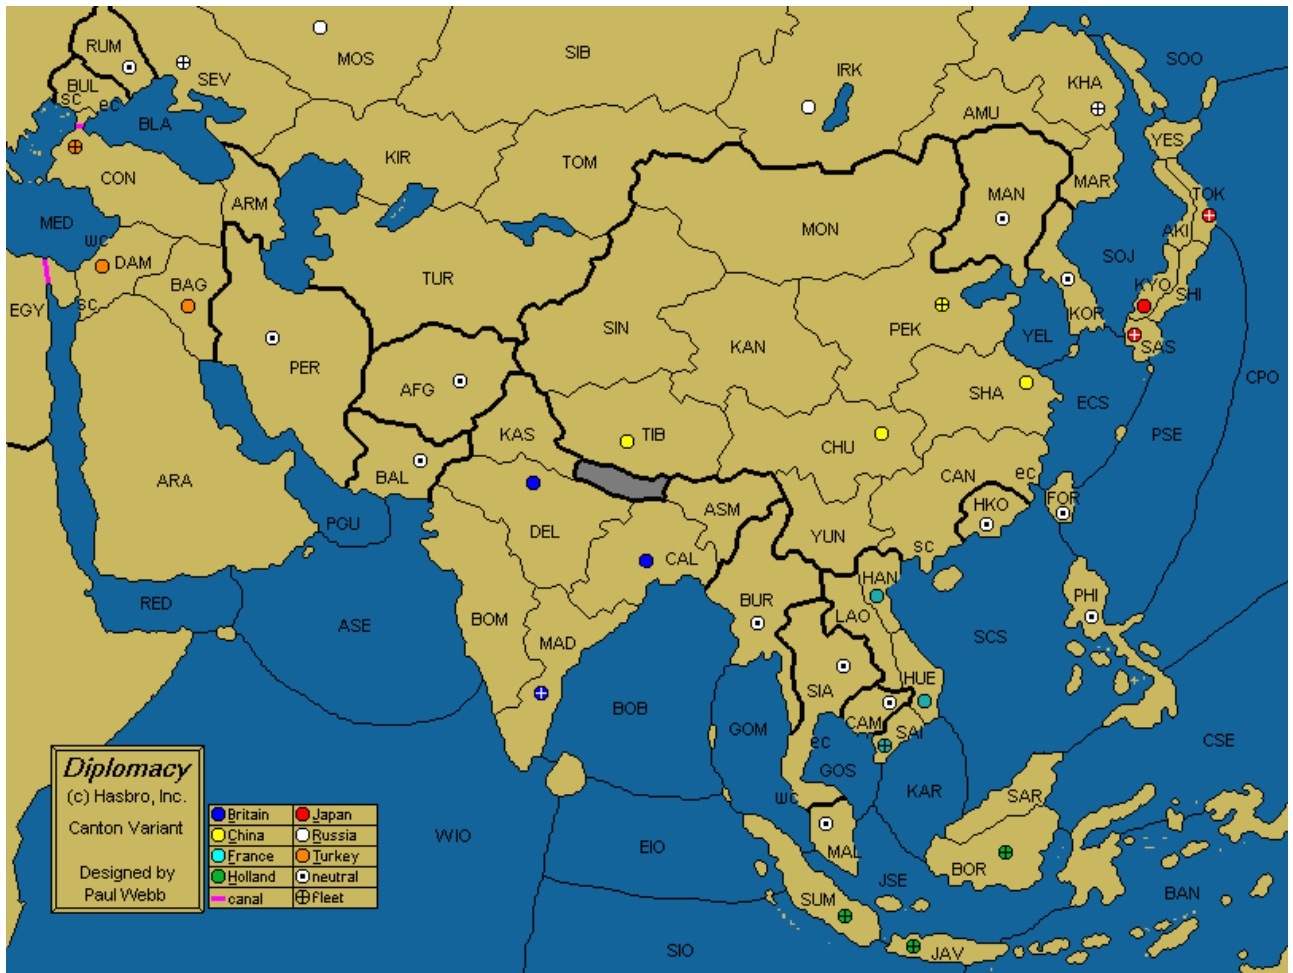 SOO
RUM
MOS
SIB
IRK
KHA
SEV
BUL
sc
ec
BLA
AMU
YES
KIR
TOM
CON
MAR
MAN
TOK
ARM
MED
MON
AKI
wc
SOJ
DAM
TUR
BAG
KYO
SHI
EGY
sc
KOR
SIN
PEK
YEL
SAS
KAN
PER
CPO
AFG
SHA
ECS
KAS
TIB
PSE
CHU
BAL
CAN
ec
ARA
FOR
HKO
ASM
PGU
DEL
YUN
sc
CAL
HAN
PHI
RED
BUR
LAO
ASE
BOM
SCS
MAD
HUE
SIA
BOB
CAM
SAI
GOM
ec
CSE
GOS
KAR
wc
SAR
WIO
EIO
MAL
BOR
JSE
BAN
SUM
SIO
JAV
Diplomacy
(c) Hasbro, Inc.
Canton Variant
Designed by
Paul Webb
Britain Japan
China Russia
France Turkey
Holland neutral
canal fleet